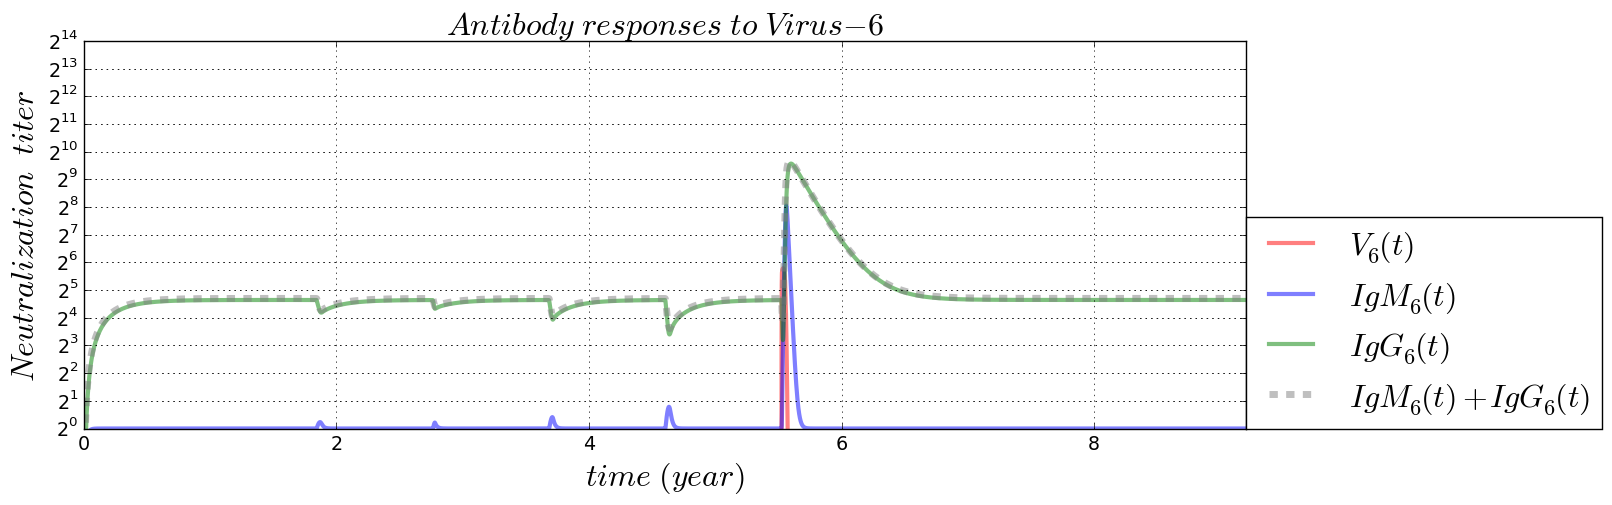 Antibody responses to Virus−6
Neutralization titer
2^14
2^13
2^12
2^11
2^10
2^9
2^8
2^7
2^6
2^5
2^4
2^3
2^2
2^1
2^0
0 2 4 6 8
time (year)
V_6(t)
IgM_6(t)
IgG_6(t)
IgM_6(t) + IgG_6(t)